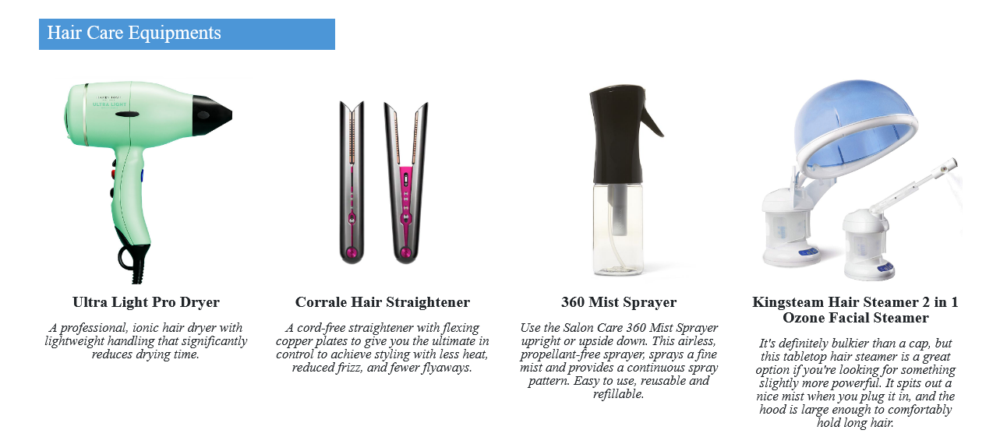 Hair Care Equipments
ULTRA LIGHT
Ultra Light Pro Dryer
A professional, ionic hair dryer with
lightweight handling that significantly
reduces drying time.
Corrale Hair Straightener
A cord-free straightener with flexing
copper plates to give you the ultimate in
control to achieve styling with less heat,
reduced frizz, and fewer flyaways.
360 Mist Sprayer
Use the Salon Care 360 Mist Sprayer
upright or upside down. This airless,
propellant-free sprayer, sprays a fine
mist and provides a continuous spray
pattern. Easy to use, reusable and
refillable.
Kingsteam Hair Steamer 2 in 1
Ozone Facial Steamer
It's definitely bulkier than a cap, but
this tabletop hair steamer is a great
option if you're looking for something
slightly more powerful. It spits out a
nice mist when you plug it in, and the
hood is large enough to comfortably
hold long hair.